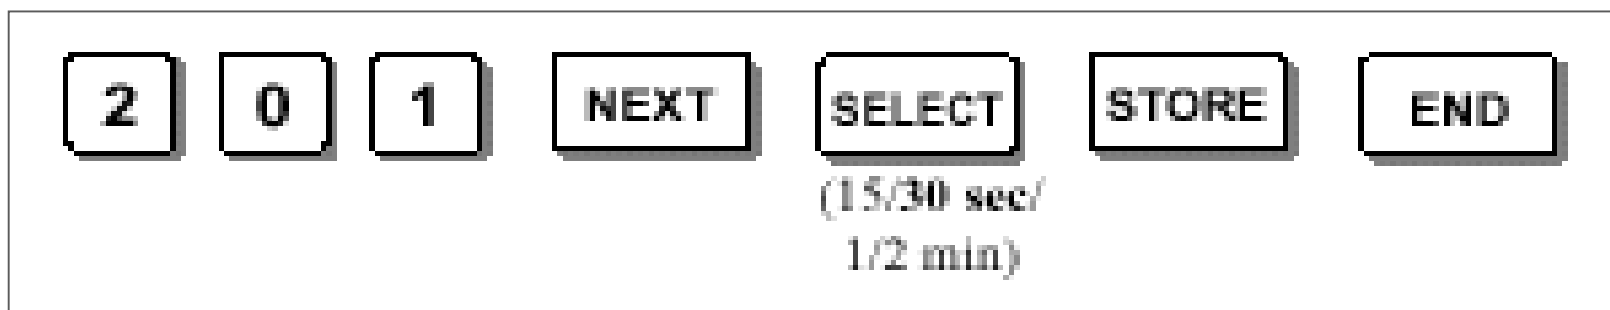 2 0 1 NEXT SELECT STORE END
(15/30 sec/
1/2 min)